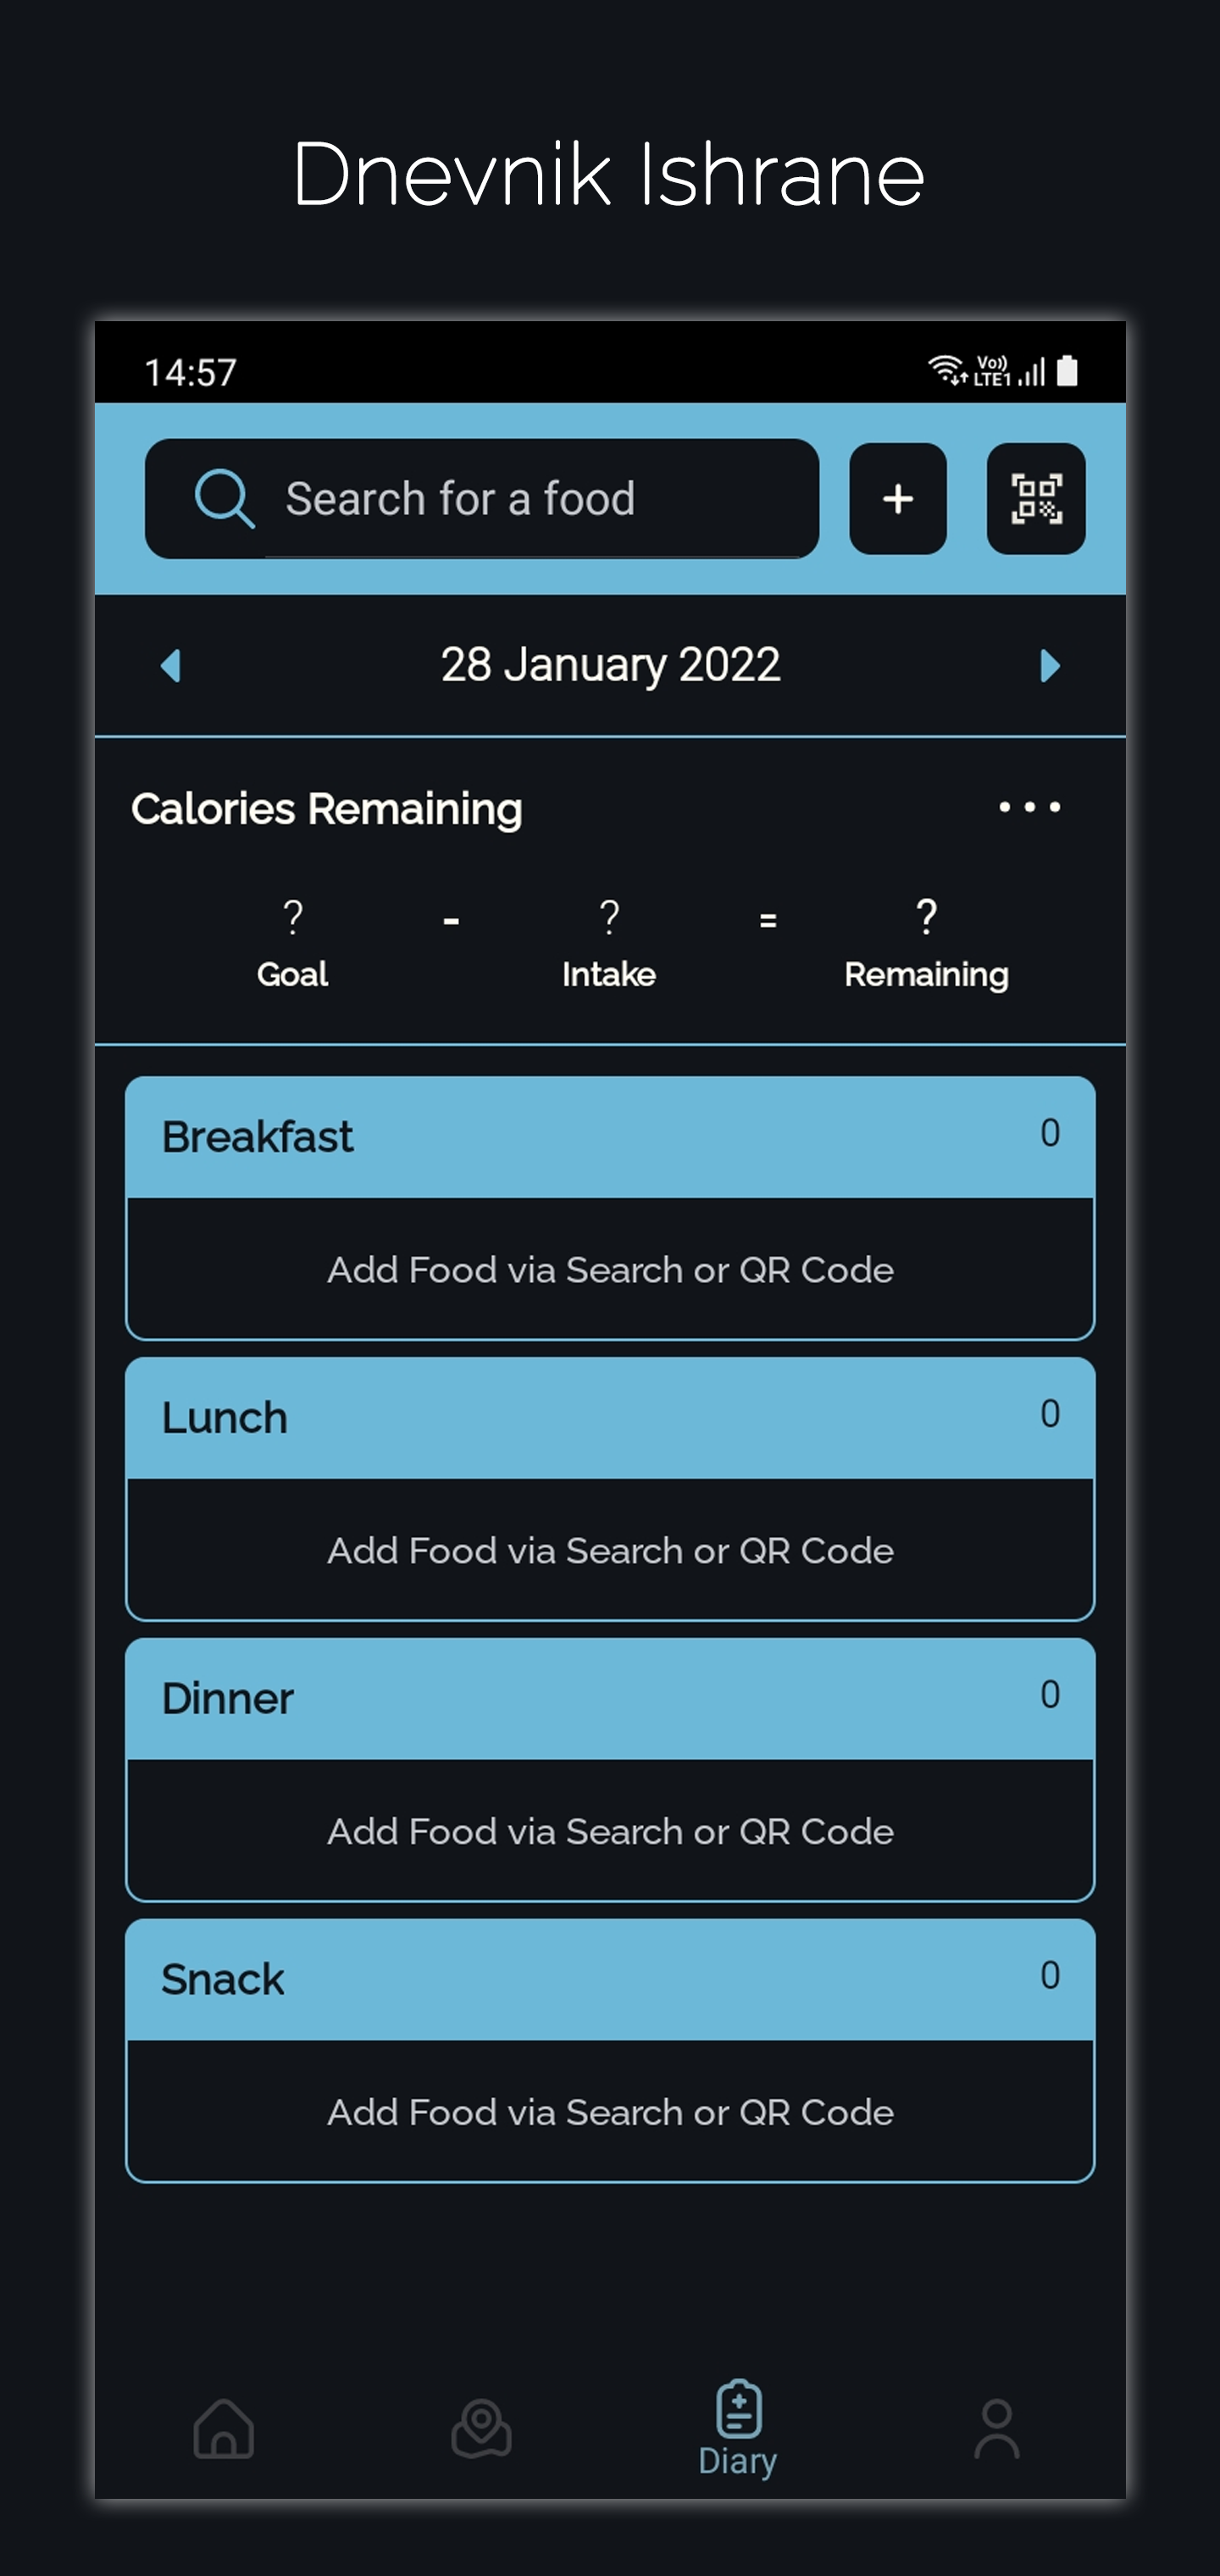 Dnevnik Ishrane
14:57
Vo))
LTE1
Search for a food
+
28 January 2022
Calories Remaining
? - ? = ?
Goal Intake Remaining
Breakfast 0
Add Food via Search or QR Code
Lunch 0
Add Food via Search or QR Code
Dinner 0
Add Food via Search or QR Code
Snack 0
Add Food via Search or QR Code
Diary